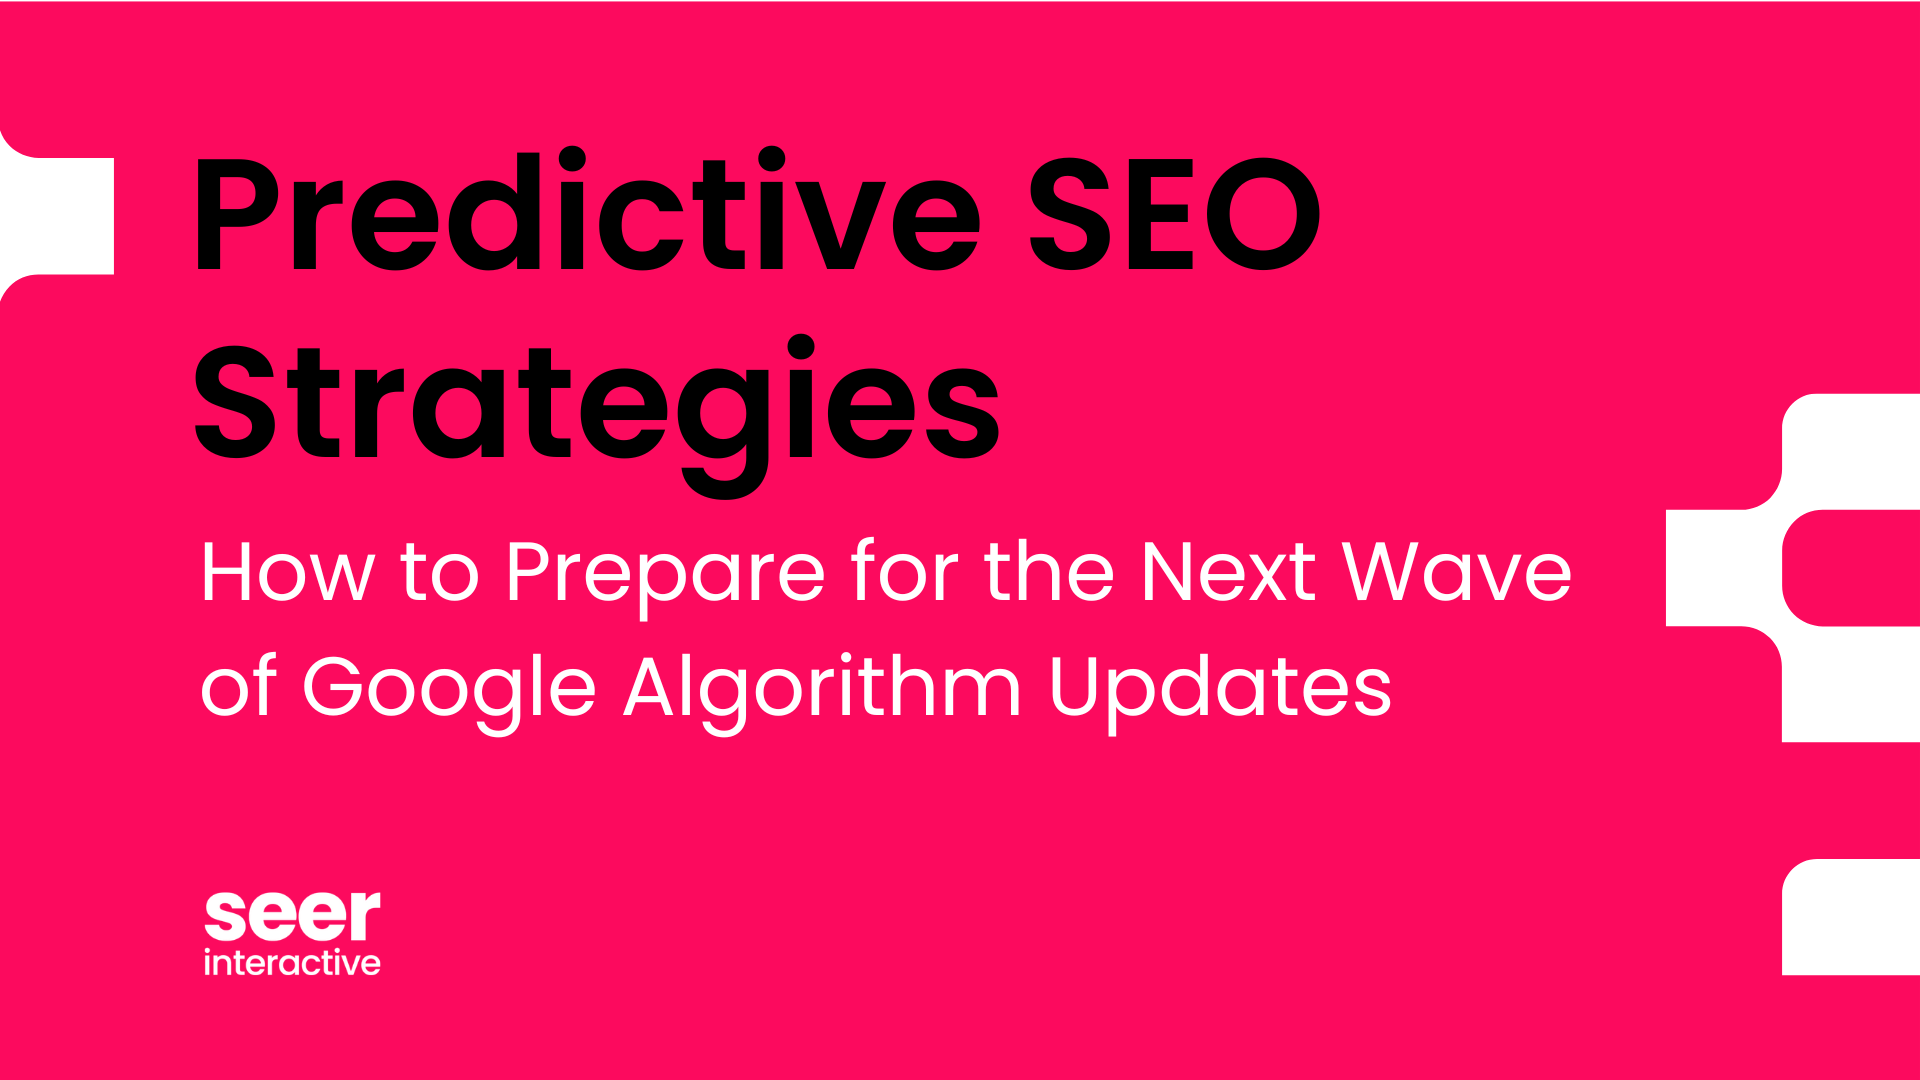 Predictive SEO
Strategies
How to Prepare for the Next Wave
of Google Algorithm Updates
seer
interactive